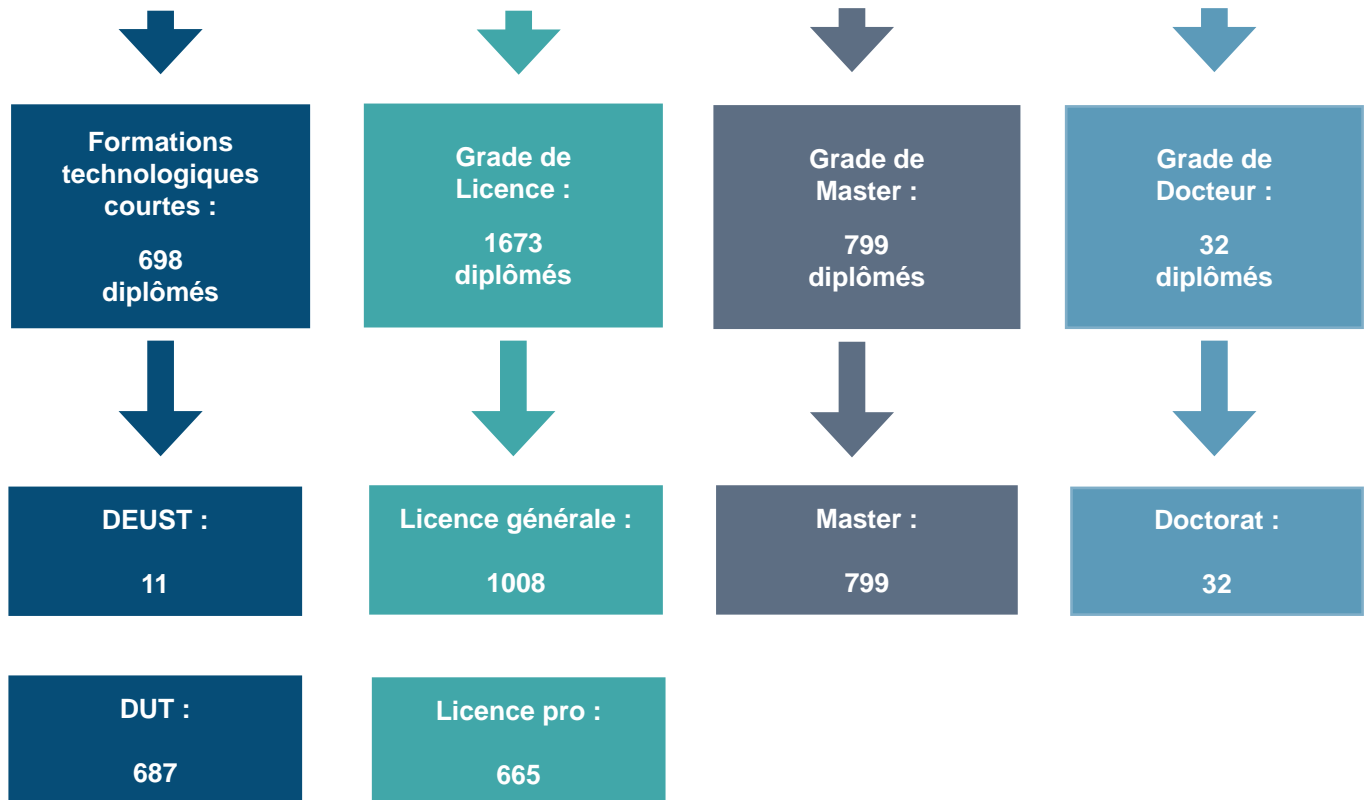 Formations
technologiques
courtes :
698
diplômés
Grade de
Licence :
1673
diplômés
Grade de
Master :
799
diplômés
Grade de
Docteur :
32
diplômés
DEUST :
11
Licence générale :
1008
Master :
799
Doctorat :
32
DUT :
687
Licence pro :
665